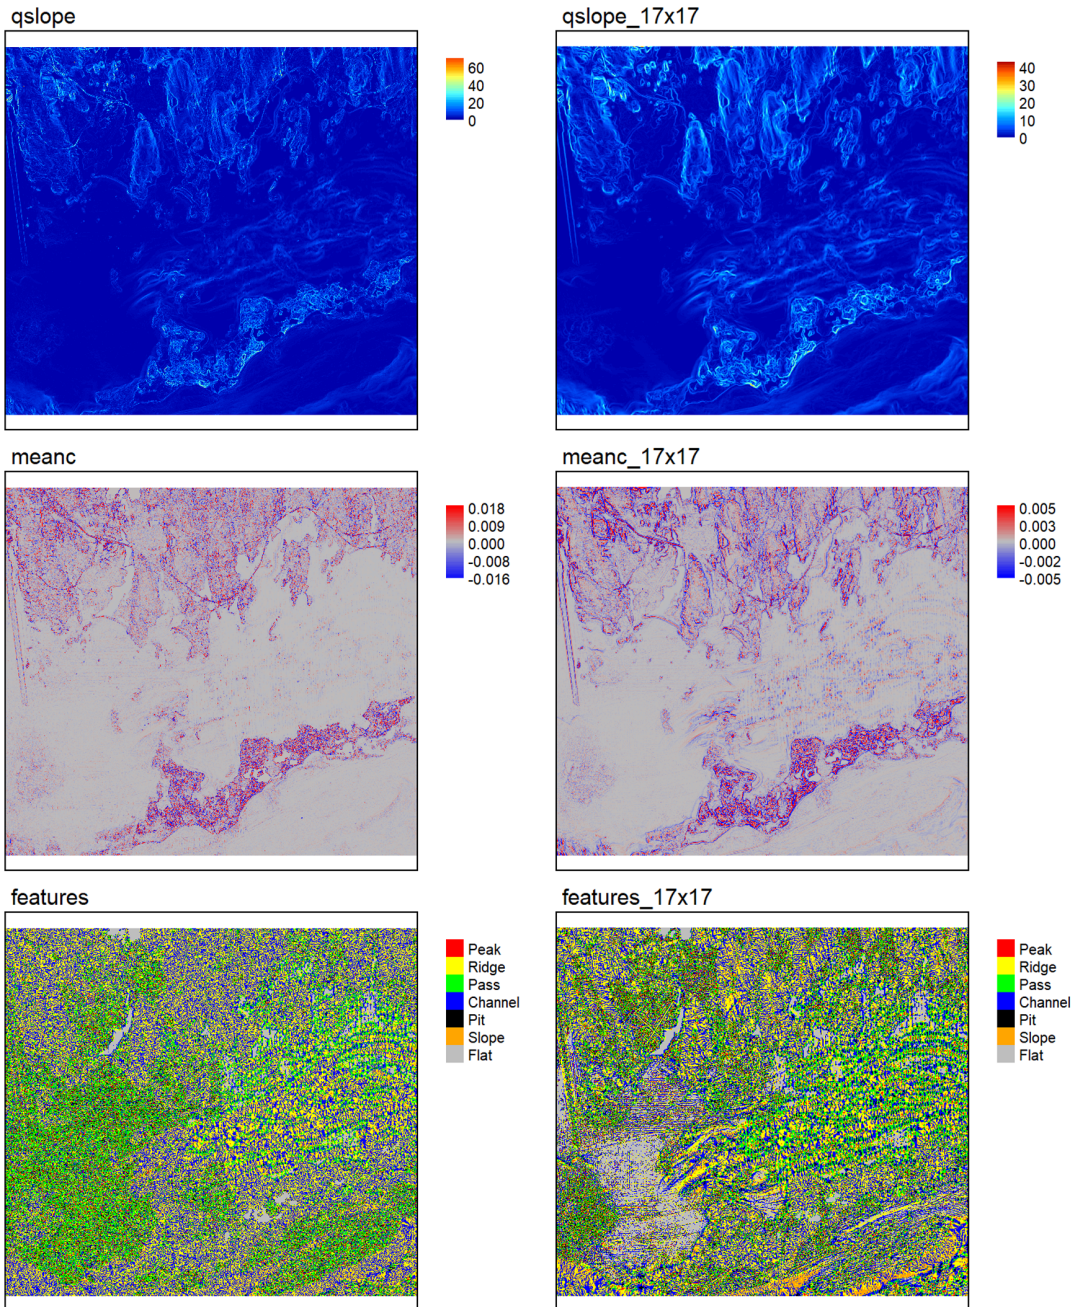 qslope
60
40
20
0
qslope_17x17
40
30
20
10
0
meanc
0.018
0.009
0.000
-0.008
-0.016
meanc_17x17
0.005
0.003
0.000
-0.002
-0.005
features
Peak
Ridge
Pass
Channel
Pit
Slope
Flat
features_17x17
Peak
Ridge
Pass
Channel
Pit
Slope
Flat